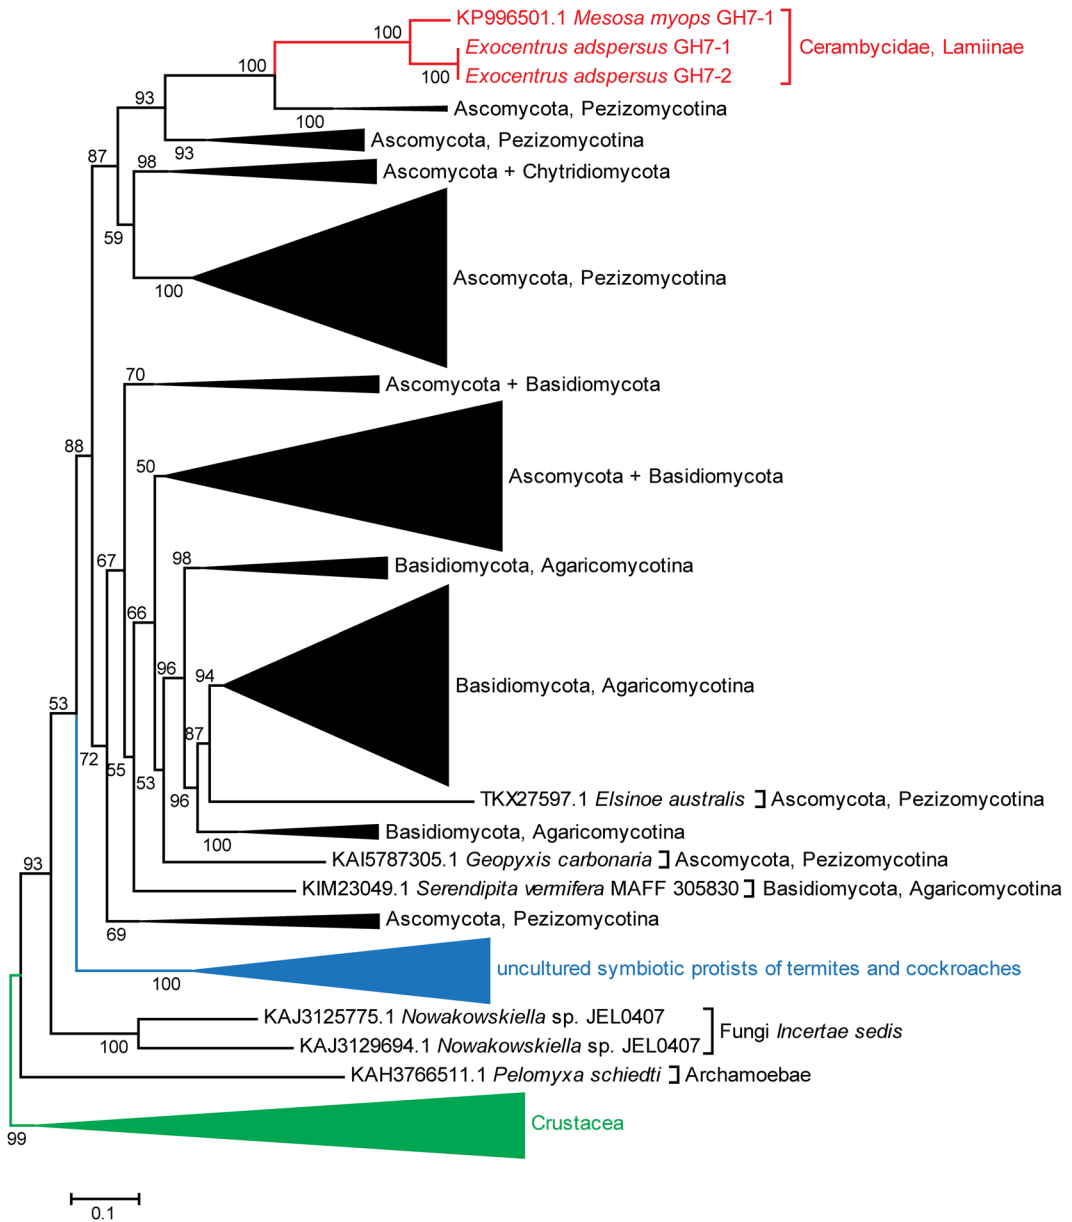 KP996501.1 Mesosa myops GH7-1
100
Exocentrus adspersus GH7-1
Cerambycidae, Lamiinae
100
Exocentrus adspersus GH7-2
100
93
Ascomycota, Pezizomycotina
100
Ascomycota, Pezizomycotina
93
87
98
Ascomycota + Chytridiomycota
59
Ascomycota, Pezizomycotina
100
70
Ascomycota + Basidiomycota
88
50
Ascomycota + Basidiomycota
67
98
Basidiomycota, Agaricomycotina
66
96
94
Basidiomycota, Agaricomycotina
53
87
72
55
53
96
TKX27597.1 Elsinoe australis
Ascomycota, Pezizomycotina
Basidiomycota, Agaricomycotina
100
KAI5787305.1 Geopyxis carbonaria
Ascomycota, Pezizomycotina
93
KIM23049.1 Serendipita vermifera MAFF 305830
Basidiomycota, Agaricomycotina
Ascomycota, Pezizomycotina
69
uncultured symbiotic protists of termites and cockroaches
100
KAJ3125775.1 Nowakowskiella sp. JEL0407
Fungi Incertae sedis
100
KAJ3129694.1 Nowakowskiella sp. JEL0407
KAH3766511.1 Pelomyxa schiedti
Archamoebae
Crustacea
99
0.1